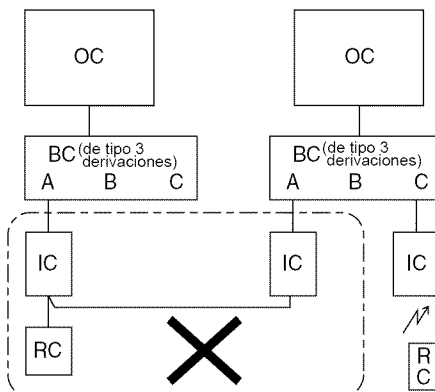 OC
OC
BC (de tipo 3
derivaciones)
A B C
BC (de tipo 3
derivaciones)
A B C
IC
IC
IC
RC
R
C